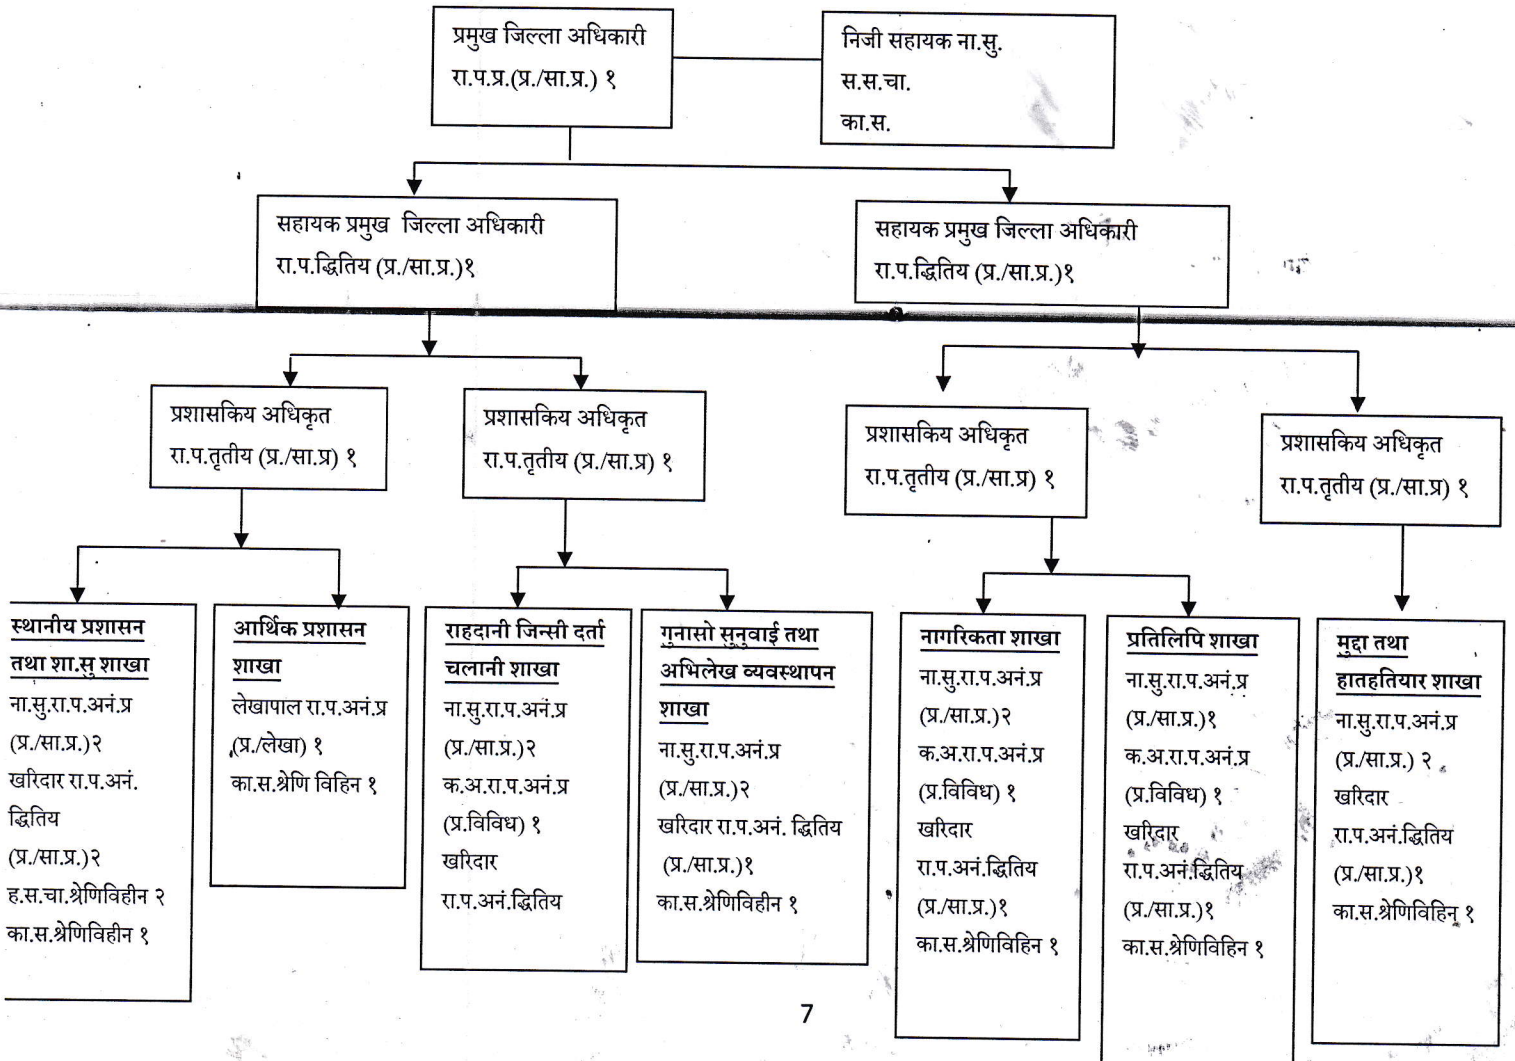 प्रमुख जिल्ला अधिकारी
रा.प.प्र.(प्र./सा.प्र.) १
निजी सहायक ना.सु.
स.स.चा.
का.स.
सहायक प्रमुख जिल्ला अधिकारी
रा.प.द्धितिय (प्र./सा.प्र.)१
सहायक प्रमुख जिल्ला अधिकारी
रा.प.द्धितिय (प्र./सा.प्र.)१
प्रशासकिय अधिकृत
रा.प.तृतीय (प्र./सा.प्र) १
प्रशासकिय अधिकृत
रा.प.तृतीय (प्र./सा.प्र) १
प्रशासकिय अधिकृत
रा.प.तृतीय (प्र./सा.प्र) १
प्रशासकिय अधिकृत
रा.प.तृतीय (प्र./सा.प्र) १
स्थानीय प्रशासन
तथा शा.सु शाखा
ना.सु.रा.प.अनं.प्र
(प्र./सा.प्र.)२
खरिदार रा.प.अनं.
द्धितिय
(प्र./सा.प्र.)२
ह.स.चा.श्रेणिविहीन २
का.स.श्रेणिविहीन १
आर्थिक प्रशासन
शाखा
लेखापाल रा.प.अनं.प्र
(प्र./लेखा) १
का.स.श्रेणि विहिन १
राहदानी जिन्सी दर्ता
चलानी शाखा
ना.सु.रा.प.अनं.प्र
(प्र./सा.प्र.)२
क.अ.रा.प.अनं.प्र
(प्र.विविध) १
खरिदार
रा.प.अनं.द्धितिय
गुनासो सुनुवाई तथा
अभिलेख व्यवस्थापन
शाखा
ना.सु.रा.प.अनं.प्र
(प्र./सा.प्र.)२
खरिदार रा.प.अनं. द्धितिय
(प्र./सा.प्र.)१
का.स.श्रेणिविहीन १
नागरिकता शाखा
ना.सु.रा.प.अनं.प्र
(प्र./सा.प्र.)२
क.अ.रा.प.अनं.प्र
(प्र.विविध) १
खरिदार
रा.प.अनं.द्धितिय
(प्र./सा.प्र.)१
का.स.श्रेणिविहिन १
प्रतिलिपि शाखा
ना.सु.रा.प.अनं.प्र
(प्र./सा.प्र.)१
क.अ.रा.प.अनं.प्र
(प्र.विविध) १
खरिदार
रा.प.अनं.द्धितिय
(प्र./सा.प्र.)१
का.स.श्रेणिविहिन १
मुद्दा तथा
हातहतियार शाखा
ना.सु.रा.प.अनं.प्र
(प्र./सा.प्र.) २
खरिदार
रा.प.अनं.द्धितिय
(प्र./सा.प्र.)१
का.स.श्रेणिविहिन १
7